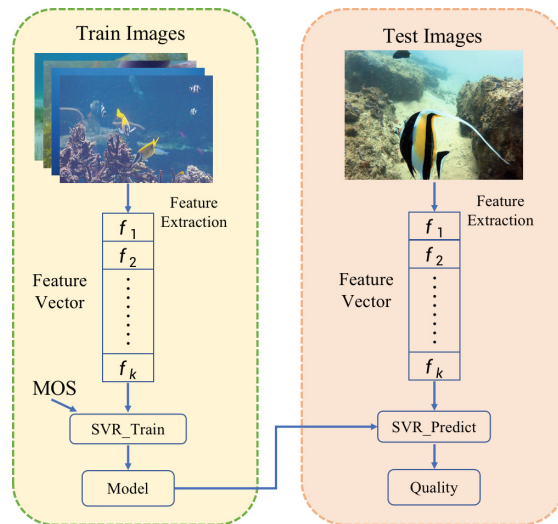 Train Images
Feature
Extraction
f1
f2
Feature
Vector
fk
MOS
SVR_Train
Model
Test Images
Feature
Extraction
f1
f2
Feature
Vector
fk
SVR_Predict
Quality